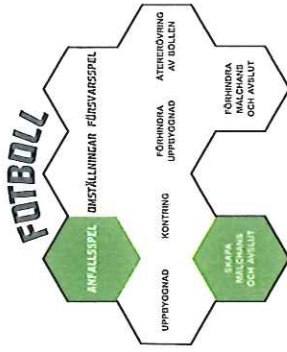 FOTBOLL
ANFALLSSPEL OMSTÄLLNINGAR FÖRSVARSSPEL
UPPBYGGNAD
KONTRING
FÖRHINDRA
UPPBYGGNAD
ÅTERERÖVRING
AV BOLLEN
SKAPA
MÅLCHANS
OCH AVSLUT
FÖRHINDRA
MÅLCHANS
OCH AVSLUT